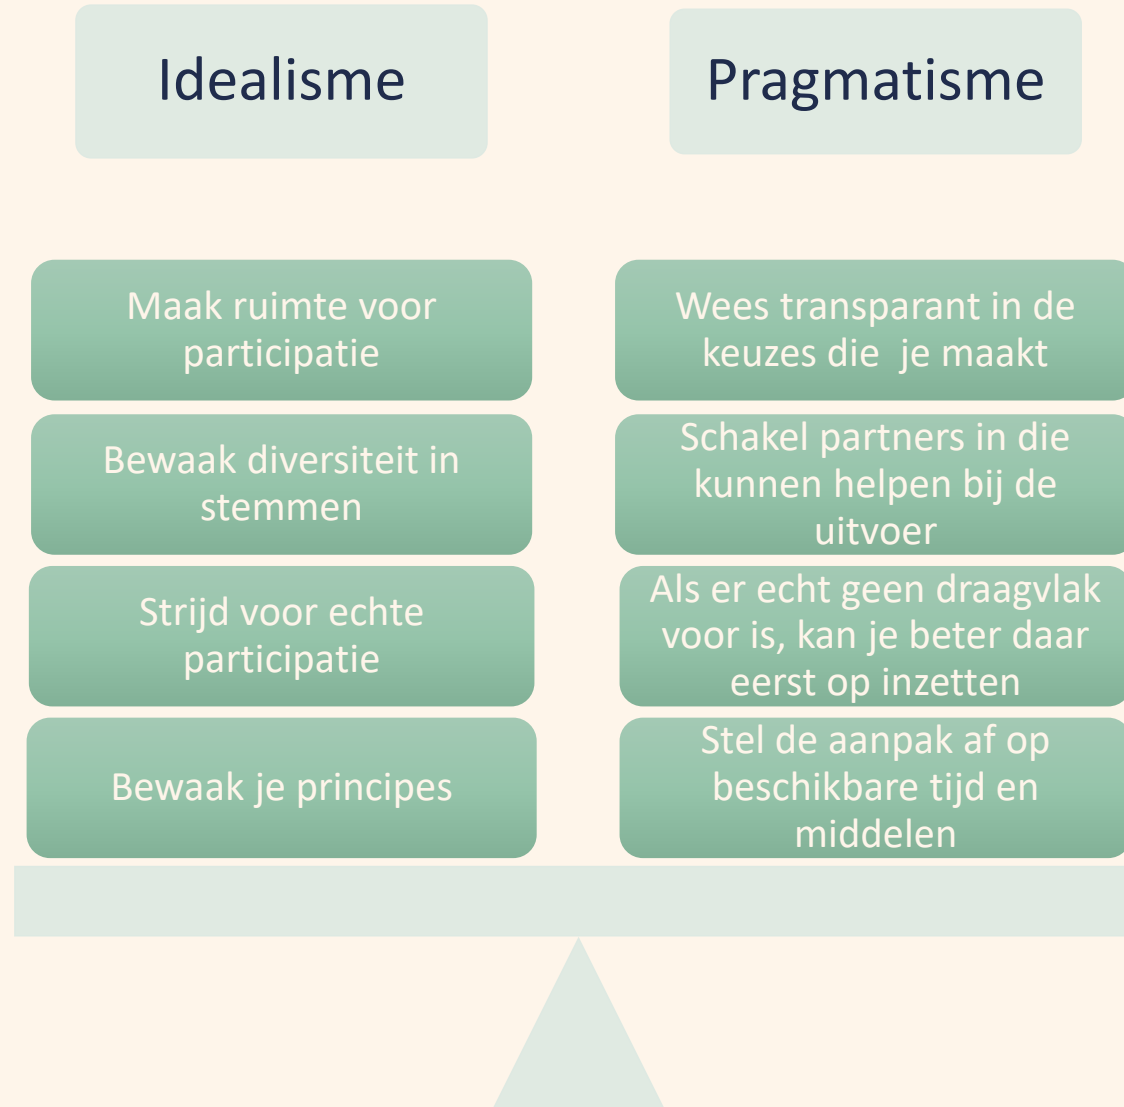 Idealisme
Pragmatisme
Maak ruimte voor
participatie
Bewaak diversiteit in
stemmen
Strijd voor echte
participatie
Bewaak je principes
Wees transparant in de
keuzes die  je maakt
Schakel partners in die
kunnen helpen bij de
uitvoer
Als er echt geen draagvlak
voor is, kan je beter daar
eerst op inzetten
Stel de aanpak af op
beschikbare tijd en
middelen